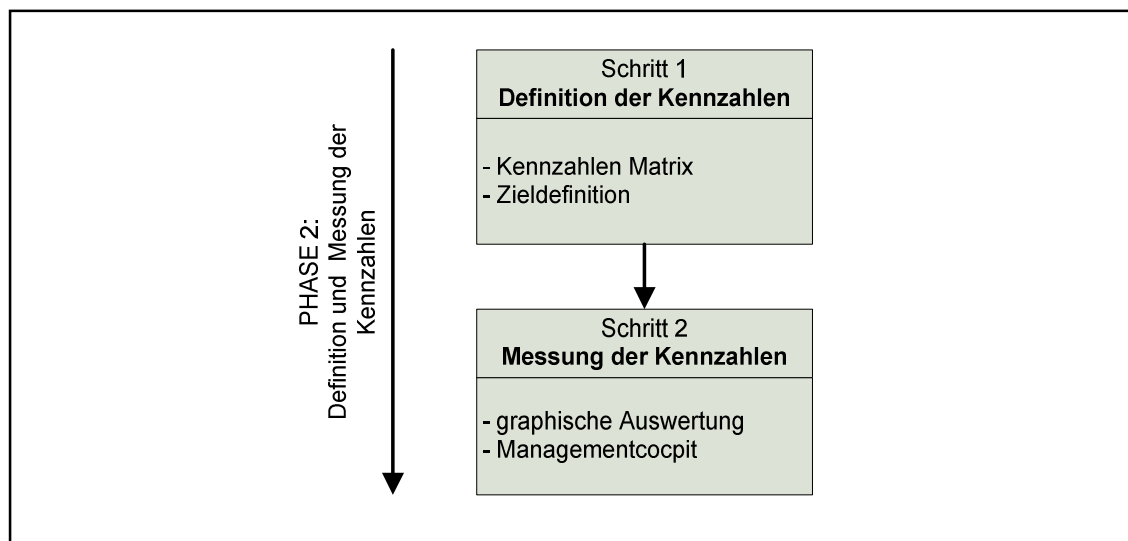 PHASE 2:
Definition und Messung der
Kennzahlen
Schritt 1
Definition der Kennzahlen
- Kennzahlen Matrix
- Zieldefinition
Schritt 2
Messung der Kennzahlen
- graphische Auswertung
- Managementcocpit